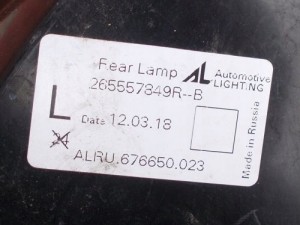 Rear Lamp AL Automotive
LIGHTING
265557849R--B
L
Date 12.03.18
Made in Russia
ALRU.676650.023